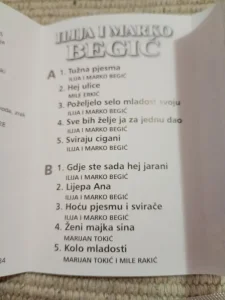 ILIJA I MARKO
BEGIĆ
A 1. Tužna pjesma
ILIJA I MARKO BEGIĆ
2. Hej ulice
MILE ERKIĆ
3. Poželjelo selo mladost svoju
ILIJA I MARKO BEGIĆ
4. Sve bih želje ja za jednu dao
ILIJA I MARKO BEGIĆ
5. Sviraju cigani
ILIJA I MARKO BEGIĆ
B 1. Gdje ste sada hej jarani
ILIJA I MARKO BEGIĆ
2. Lijepa Ana
ILIJA I MARKO BEGIĆ
3. Hoću pjesmu i svirače
ILIJA I MARKO BEGIĆ
4. Ženi majka sina
MARIJAN TOKIĆ
5. Kolo mladosti
MARIJAN TOKIĆ I MILE RAKIĆ